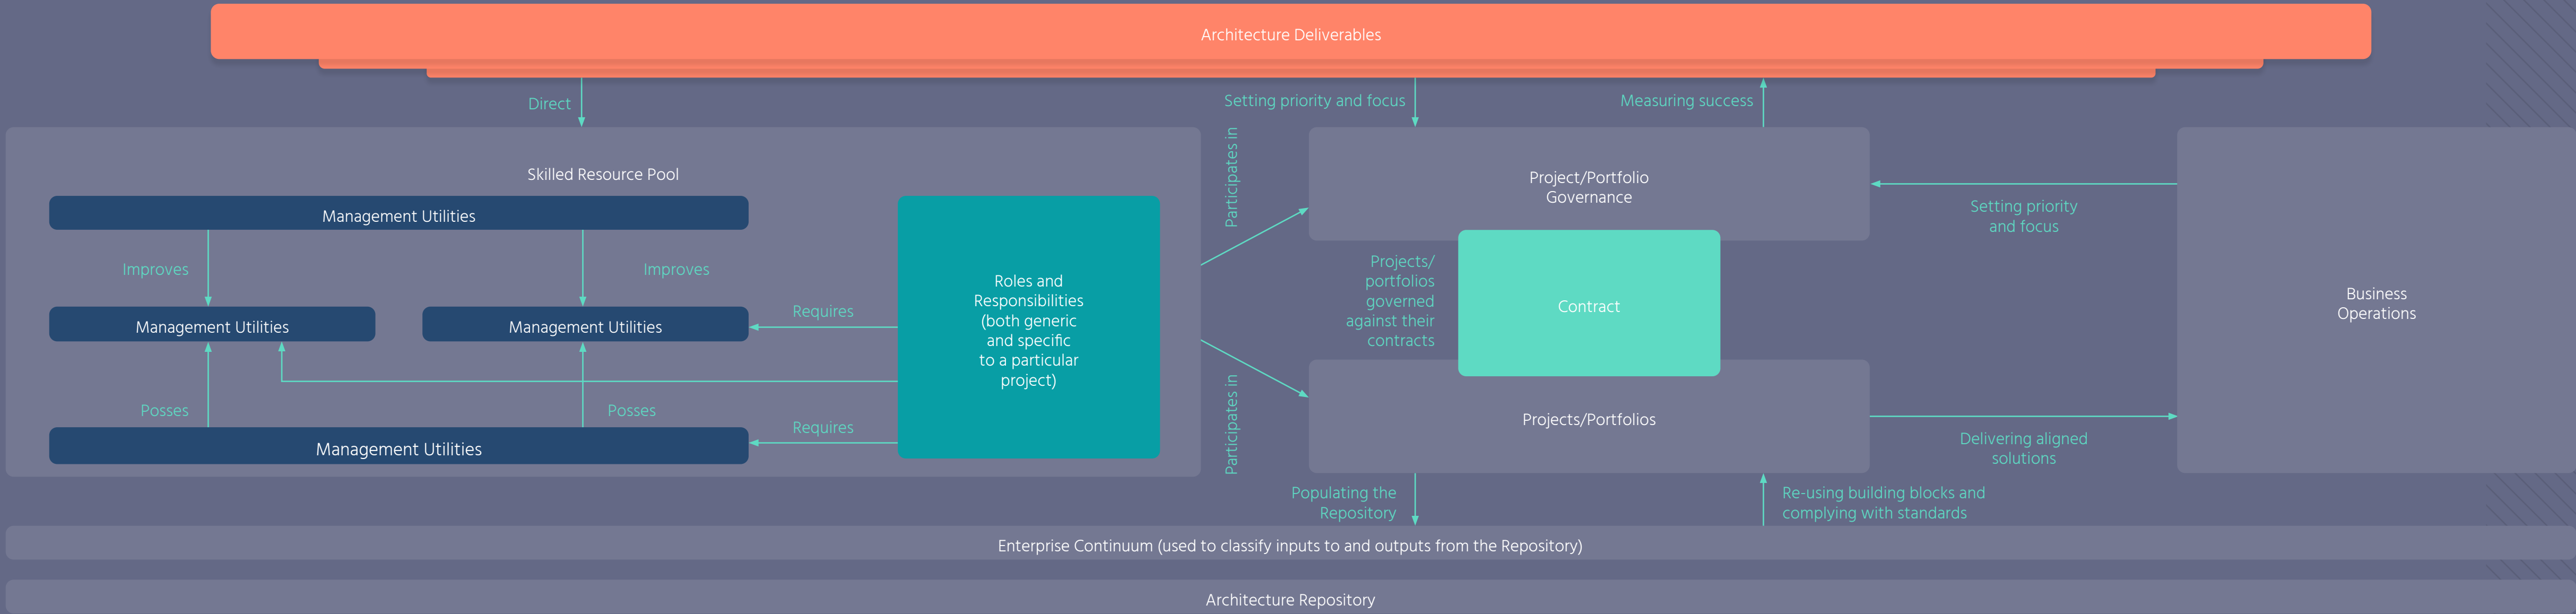 Architecture Deliverables
Direct
Setting priority and focus
Measuring success
Skilled Resource Pool
Management Utilities
Improves
Improves
Management Utilities
Management Utilities
Requires
Posses
Posses
Requires
Management Utilities
Roles and
Responsibilities
(both generic
and specific
to a particular
project)
Participates in
Participates in
Project/Portfolio
Governance
Projects/
portfolios
governed
against their
contracts
Contract
Projects/Portfolios
Setting priority
and focus
Business
Operations
Delivering aligned
solutions
Populating the
Repository
Re-using building blocks and
complying with standards
Enterprise Continuum (used to classify inputs to and outputs from the Repository)
Architecture Repository